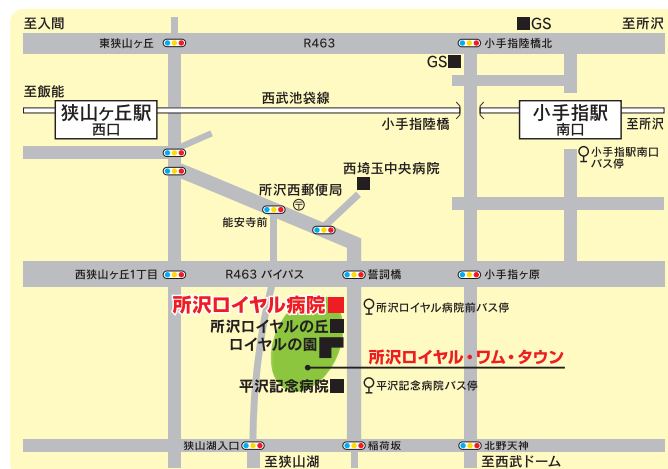 至入間
GS
至所沢
東狭山ヶ丘
R463
小手指陸橋北
GS
至飯能
西武池袋線
狭山ヶ丘駅
西口
小手指陸橋
小手指駅
南口
至所沢
小手指駅南口
バス停
西埼玉中央病院
所沢西郵便局
〒
能安寺前
西狭山ヶ丘1丁目
R463 バイパス
誓詞橋
小手指ヶ原
所沢ロイヤル病院
所沢ロイヤル病院前バス停
所沢ロイヤルの丘
ロイヤルの園
所沢ロイヤル・ワム・タウン
平沢記念病院
平沢記念病院バス停
狭山湖入口
稲荷坂
北野天神
至狭山湖
至西武ドーム